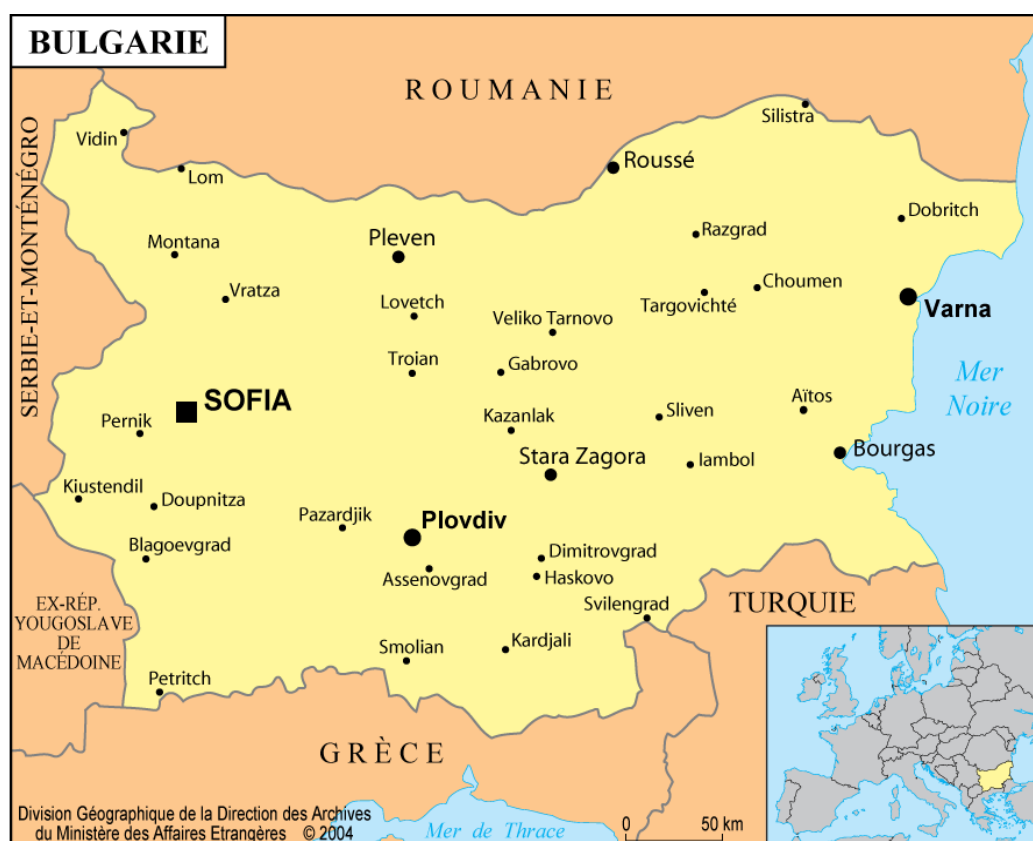 BULGARIE
ROUMANIE
SERBIE-ET-MONTÉNÉGRO
Silistra
Vidin
Roussé
Lom
Dobritch
Razgrad
Pleven
Montana
Choumen
Vratza
Targovichté
Lovetch
Varna
Veliko Tarnovo
Troian
Gabrovo
Mer
Noire
SOFIA
Aïtos
Kazanlak
Sliven
Pernik
Bourgas
Stara Zagora
Iambol
Kiustendil
Doupnitza
Pazardjik
Plovdiv
Blagoevgrad
Dimitrovgrad
Assenovgrad
Haskovo
Svilengrad
TURQUIE
EX-RÉP.
YOUGOSLAVE
DE
MACÉDOINE
Smolian
Kardjali
Petritch
GRÈCE
Division Géographique de la Direction des Archives
du Ministère des Affaires Etrangères © 2004
Mer de Thrace
0 50 km